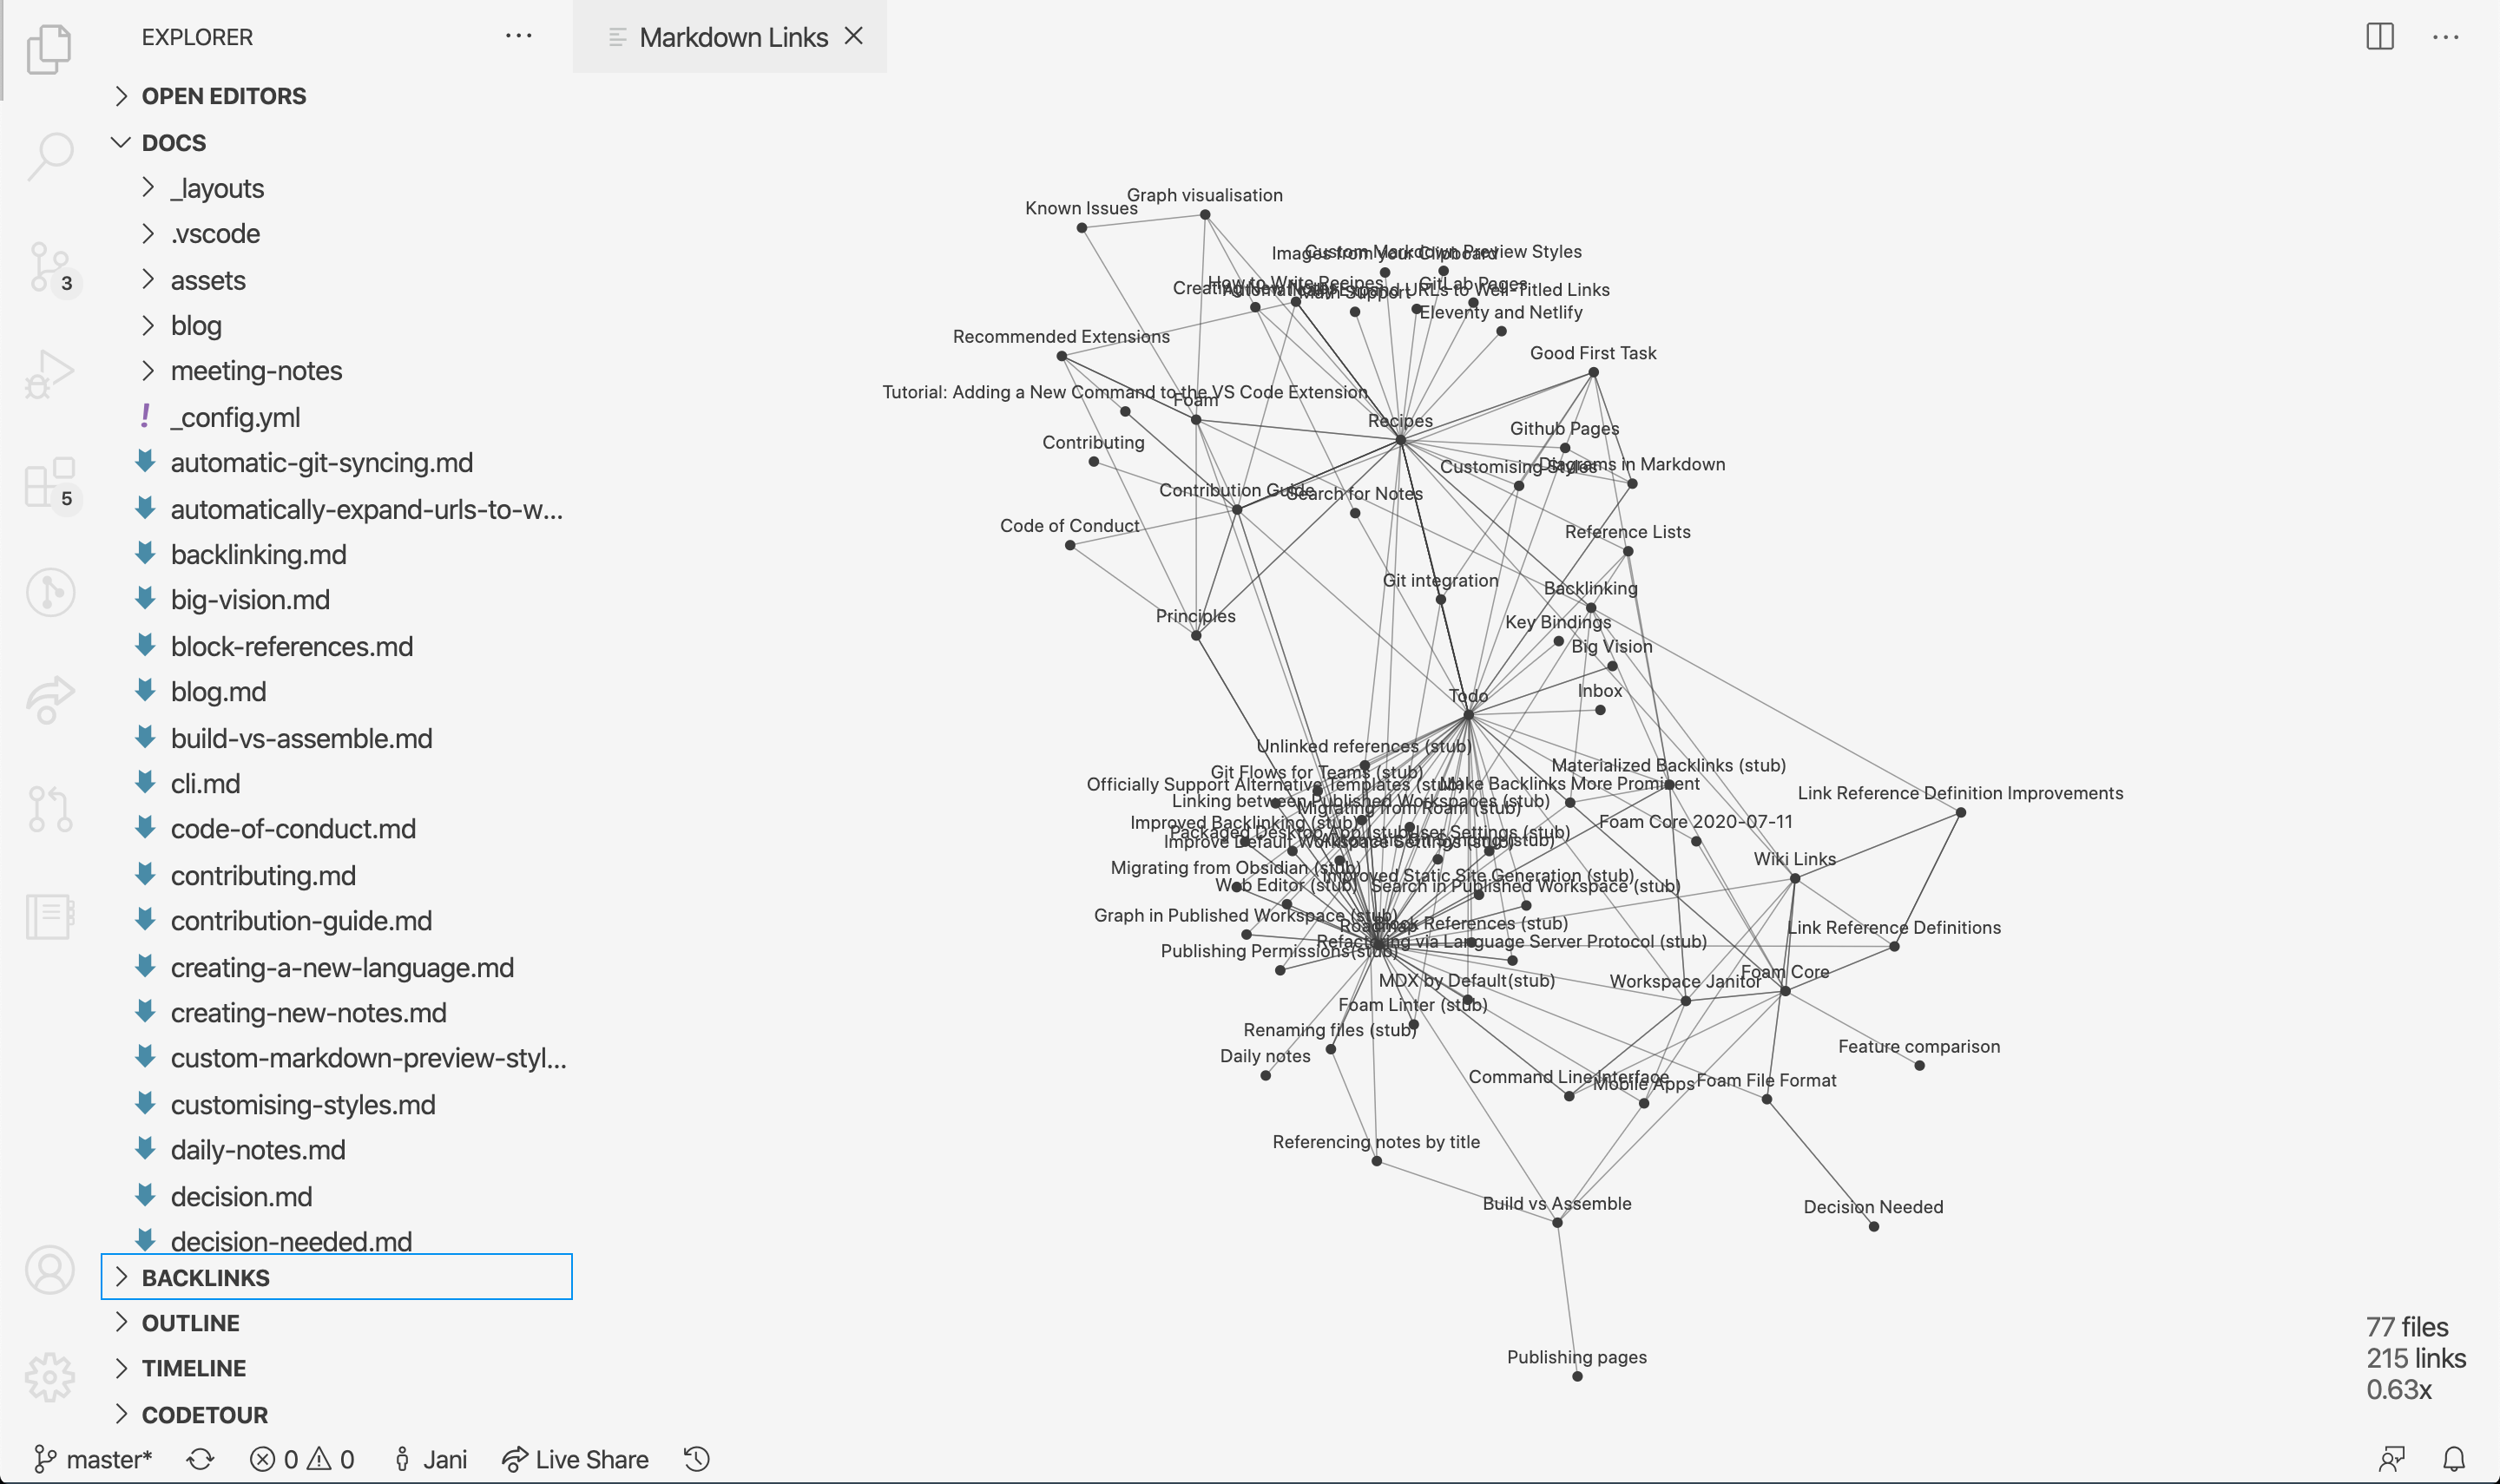 EXPLORER
Markdown Links
OPEN EDITORS
DOCS
_layouts
.vscode
assets
blog
meeting-notes
_config.yml
automatic-git-syncing.md
automatically-expand-urls-to-w...
backlinking.md
big-vision.md
block-references.md
blog.md
build-vs-assemble.md
cli.md
code-of-conduct.md
contributing.md
contribution-guide.md
creating-a-new-language.md
creating-new-notes.md
custom-markdown-preview-styl...
customising-styles.md
daily-notes.md
decision.md
decision-needed.md
BACKLINKS
OUTLINE
TIMELINE
CODETOUR
3
5
Graph visualisation
Known Issues
Custom Markdown Preview Styles
Images from your Clipboard
How to Write Recipes
GitLab Pages
Math Support
Eleventy and Netlify
Recommended Extensions
Good First Task
Tutorial: Adding a New Command to the VS Code Extension
Foam
Recipes
Github Pages
Contributing
Customising Styles
Diagrams in Markdown
Contribution Guide
Search for Notes
Code of Conduct
Reference Lists
Git integration
Backlinking
Principles
Key Bindings
Big Vision
Inbox
Todo
Unlinked references (stub)
Materialized Backlinks (stub)
Git Flows for Teams (stub)
Officially Support Alternative Templates (stub)
Make Backlinks More Prominent
Link Reference Definition Improvements
Linking between Published Workspaces (stub)
Migrating from Roam (stub)
Improved Backlinking (stub)
Foam Core 2020-07-11
Packaged Desktop App (stub)
User Settings (stub)
Improve Default Workspace Settings (stub)
Wiki Links
Migrating from Obsidian (stub)
Improved Static Site Generation (stub)
Web Editor (stub)
Search in Published Workspace (stub)
Graph in Published Workspace (stub)
Roadmap
Block References (stub)
Link Reference Definitions
Refactoring via Language Server Protocol (stub)
Publishing Permissions(stub)
Foam Core
MDX by Default(stub)
Workspace Janitor
Foam Linter (stub)
Renaming files (stub)
Feature comparison
Daily notes
Command Line Interface
Mobile Apps
Foam File Format
Referencing notes by title
Build vs Assemble
Decision Needed
Publishing pages
77 files
215 links
0.63x
master*
0
0
Jani
Live Share